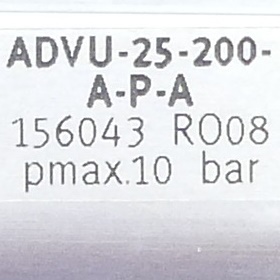 ADVU-25-200-
A-P-A
156043 RO08
pmax.10 bar